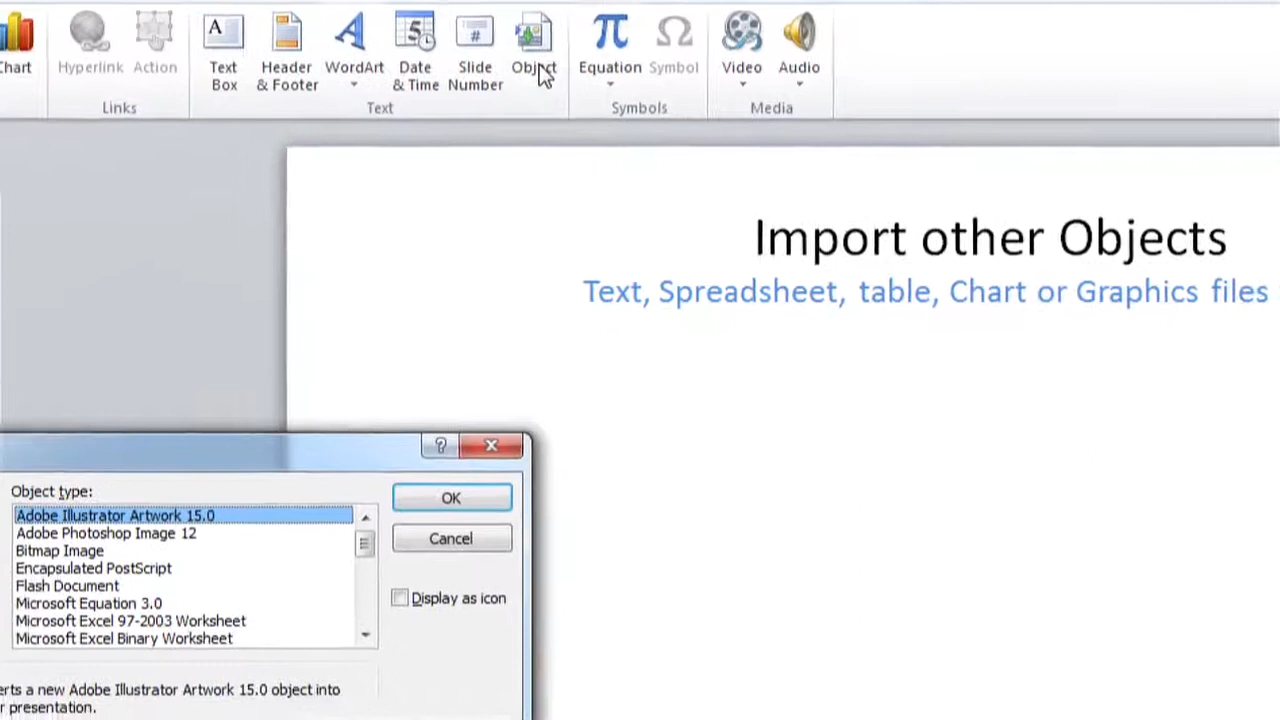 Chart
Hyperlink
Action
Text
Box
Header
& Footer
WordArt
Date
& Time
Slide
Number
Object
Equation
Symbol
Video
Audio
Links
Text
Symbols
Media
Import other Objects
Text, Spreadsheet, table, Chart or Graphics files
Object type:
OK
Adobe Illustrator Artwork 15.0
Adobe Photoshop Image 12
Cancel
Bitmap Image
Encapsulated PostScript
Flash Document
Display as icon
Microsoft Equation 3.0
Microsoft Excel 97-2003 Worksheet
Microsoft Excel Binary Worksheet
erts a new Adobe Illustrator Artwork 15.0 object into
r presentation.